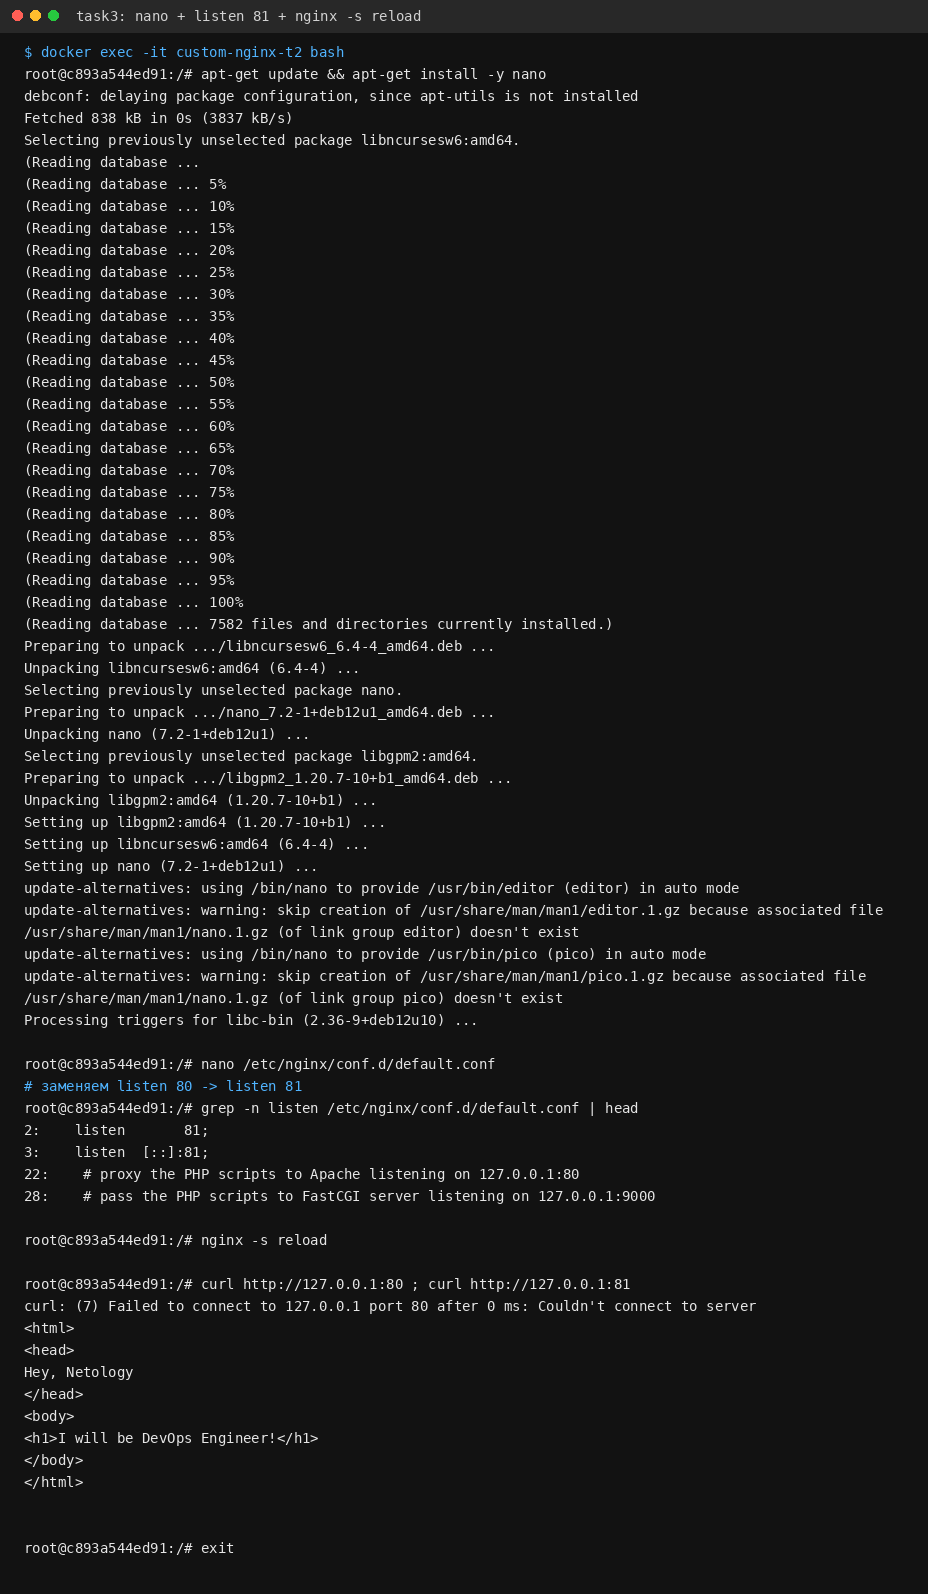 task3: nano + listen 81 + nginx -s reload
$ docker exec -it custom-nginx-t2 bash
root@c893a544ed91:/# apt-get update && apt-get install -y nano
debconf: delaying package configuration, since apt-utils is not installed
Fetched 838 kB in 0s (3837 kB/s)
Selecting previously unselected package libncursesw6:amd64.
(Reading database ...
(Reading database ... 5%
(Reading database ... 10%
(Reading database ... 15%
(Reading database ... 20%
(Reading database ... 25%
(Reading database ... 30%
(Reading database ... 35%
(Reading database ... 40%
(Reading database ... 45%
(Reading database ... 50%
(Reading database ... 55%
(Reading database ... 60%
(Reading database ... 65%
(Reading database ... 70%
(Reading database ... 75%
(Reading database ... 80%
(Reading database ... 85%
(Reading database ... 90%
(Reading database ... 95%
(Reading database ... 100%
(Reading database ... 7582 files and directories currently installed.)
Preparing to unpack .../libncursesw6_6.4-4_amd64.deb ...
Unpacking libncursesw6:amd64 (6.4-4) ...
Selecting previously unselected package nano.
Preparing to unpack .../nano_7.2-1+deb12u1_amd64.deb ...
Unpacking nano (7.2-1+deb12u1) ...
Selecting previously unselected package libgpm2:amd64.
Preparing to unpack .../libgpm2_1.20.7-10+b1_amd64.deb ...
Unpacking libgpm2:amd64 (1.20.7-10+b1) ...
Setting up libgpm2:amd64 (1.20.7-10+b1) ...
Setting up libncursesw6:amd64 (6.4-4) ...
Setting up nano (7.2-1+deb12u1) ...
update-alternatives: using /bin/nano to provide /usr/bin/editor (editor) in auto mode
update-alternatives: warning: skip creation of /usr/share/man/man1/editor.1.gz because associated file
/usr/share/man/man1/nano.1.gz (of link group editor) doesn't exist
update-alternatives: using /bin/nano to provide /usr/bin/pico (pico) in auto mode
update-alternatives: warning: skip creation of /usr/share/man/man1/pico.1.gz because associated file
/usr/share/man/man1/nano.1.gz (of link group pico) doesn't exist
Processing triggers for libc-bin (2.36-9+deb12u10) ...
root@c893a544ed91:/# nano /etc/nginx/conf.d/default.conf
# заменяем listen 80 -> listen 81
root@c893a544ed91:/# grep -n listen /etc/nginx/conf.d/default.conf | head
2:    listen       81;
3:    listen  [::]:81;
22:    # proxy the PHP scripts to Apache listening on 127.0.0.1:80
28:    # pass the PHP scripts to FastCGI server listening on 127.0.0.1:9000
root@c893a544ed91:/# nginx -s reload
root@c893a544ed91:/# curl http://127.0.0.1:80 ; curl http://127.0.0.1:81
curl: (7) Failed to connect to 127.0.0.1 port 80 after 0 ms: Couldn't connect to server
<html>
<head>
Hey, Netology
</head>
<body>
<h1>I will be DevOps Engineer!</h1>
</body>
</html>
root@c893a544ed91:/# exit